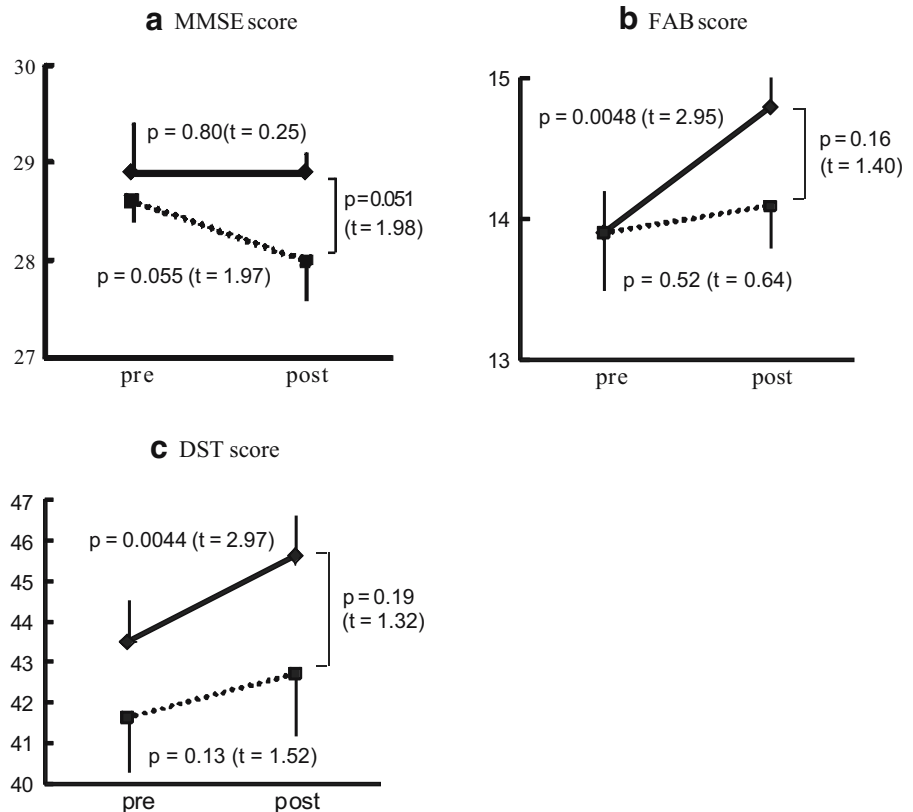 a MMSE score
30
29
28
27
p = 0.80(t = 0.25)
p=0.051
(t = 1.98)
p = 0.055 (t = 1.97)
pre post
b FAB score
15
14
13
p = 0.0048 (t = 2.95)
p = 0.16
(t = 1.40)
p = 0.52 (t = 0.64)
pre post
c DST score
47
46
45
44
43
42
41
40
p = 0.0044 (t = 2.97)
p = 0.19
(t = 1.32)
p = 0.13 (t = 1.52)
pre post